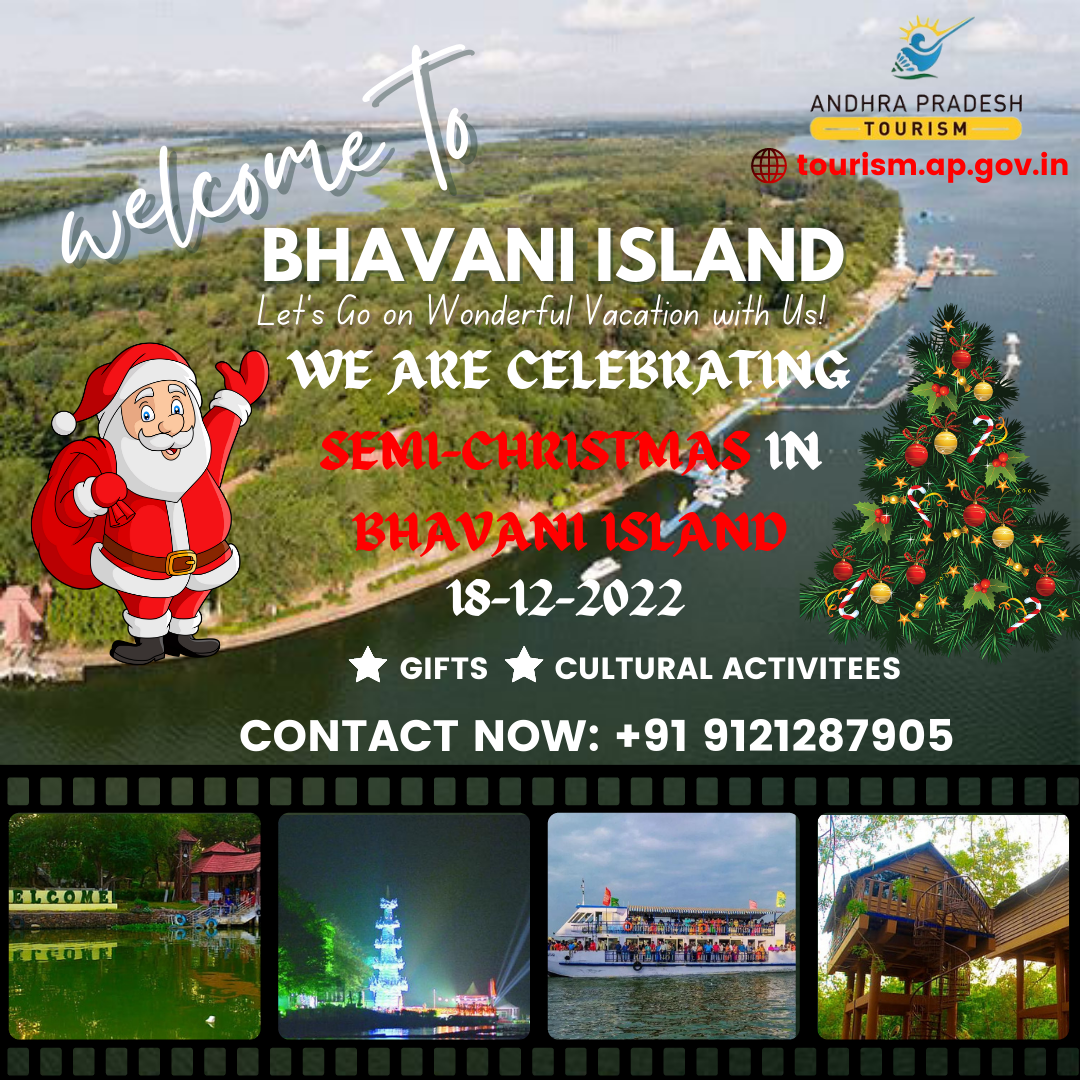 welcome To
ANDHRA PRADESH
TOURISM
tourism.ap.gov.in
BHAVANI ISLAND
Let's Go on Wonderful Vacation with Us!
WE ARE CELEBRATING
SEMI-CHRISTMAS IN
BHAVANI ISLAND
18-12-2022
GIFTS CULTURAL ACTIVITEES
CONTACT NOW: +91 9121287905
ELCOME